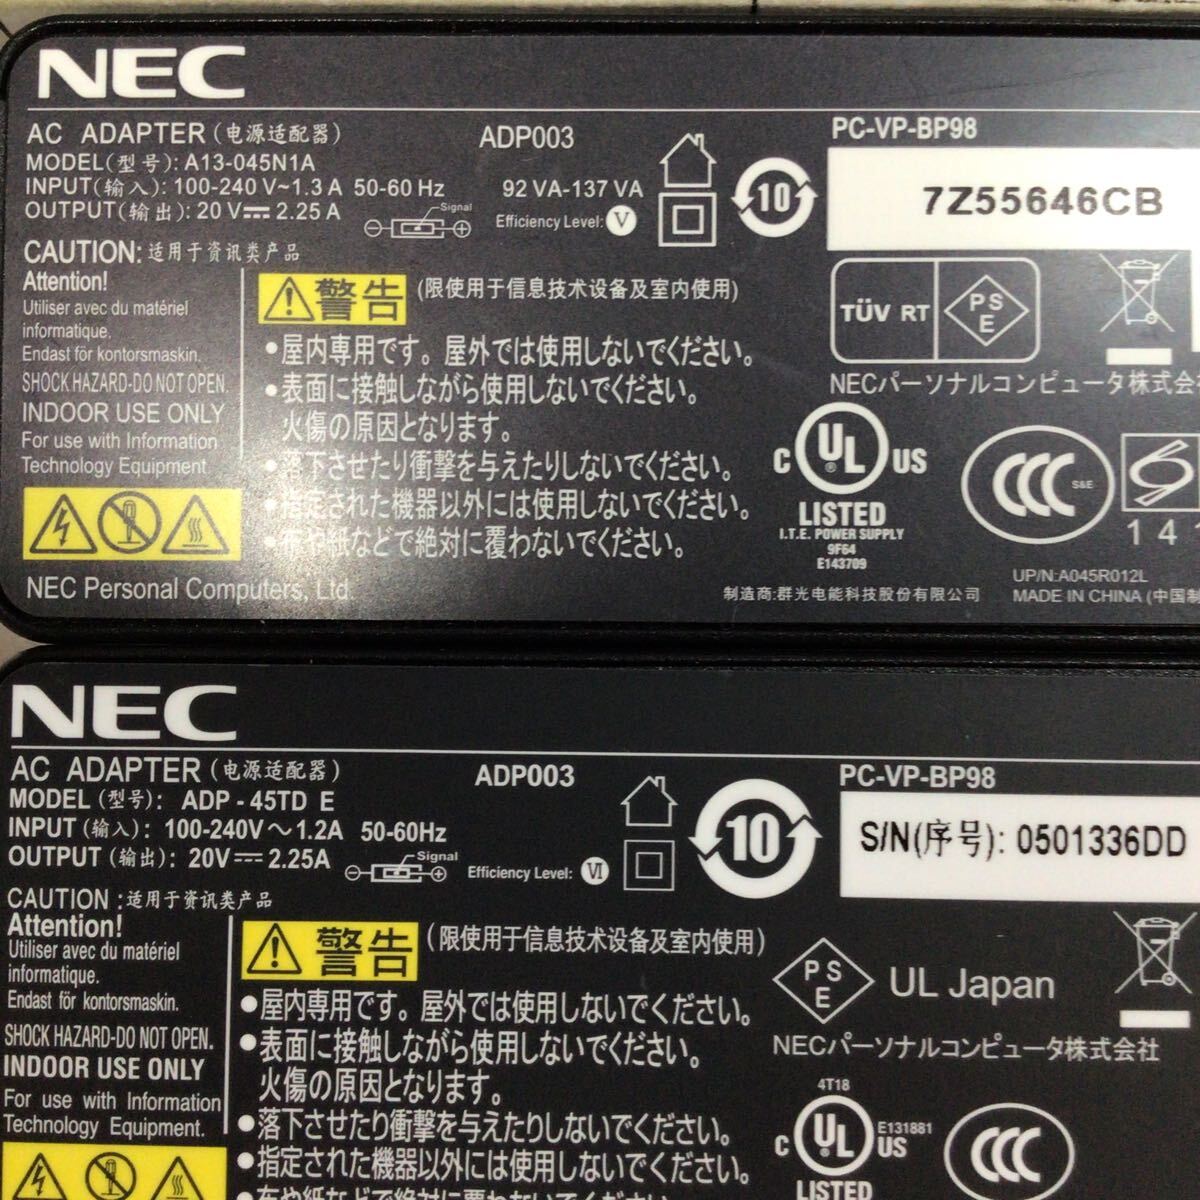 NEC
AC ADAPTER (电源适配器)
ADP003
PC-VP-BP98
MODEL(型号): A13-045N1A
INPUT(输入): 100-240 V~1.3 A 50-60 Hz
92 VA-137 VA
OUTPUT(输出): 20 V⎓ 2.25 A
Signal
Efficiency Level: V
10
7Z55646CB
CAUTION: 适用于资讯类产品
Attention!
Utiliser avec du matériel
informatique.
Endast för kontorsmaskin.
SHOCK HAZARD-DO NOT OPEN.
INDOOR USE ONLY
For use with Information
Technology Equipment.
警告 (限使用于信息技术设备及室内使用)
•屋内専用です。屋外では使用しないでください。
•表面に接触しながら使用しないでください。
火傷の原因となります。
•落下させたり衝撃を与えたりしないでください。
•指定された機器以外には使用しないでください。
•布や紙などで絶対に覆わないでください。
TÜV RT
PS
E
NECパーソナルコンピュータ株式会
C UL US
®
LISTED
I.T.E. POWER SUPPLY
9F64
E143709
CCC
S&E
14
NEC Personal Computers, Ltd.
制造商:群光电能科技股份有限公司
UP/N:A045R012L
MADE IN CHINA (中国制
NEC
AC ADAPTER (电源适配器)
ADP003
PC-VP-BP98
MODEL (型号): ADP - 45TD E
INPUT (输入): 100-240V～1.2A 50-60Hz
OUTPUT (输出): 20V⎓ 2.25A
Signal
Efficiency Level: VI
10
S/N(序号): 0501336DD
CAUTION :适用于资讯类产品
Attention!
Utiliser avec du matériel
informatique.
Endast för kontorsmaskin.
SHOCK HAZARD-DO NOT OPEN.
INDOOR USE ONLY
For use with Information
Technology Equipment.
警告 (限使用于信息技术设备及室内使用)
•屋内専用です。屋外では使用しないでください。
•表面に接触しながら使用しないでください。
火傷の原因となります。
•落下させたり衝撃を与えたりしないでください。
•指定された機器以外には使用しないでください。
•布や紙などで絶対に覆わないでください。
PS
E
UL Japan
NECパーソナルコンピュータ株式会社
4T18
C UL US
®
E131881
LISTED
CCC